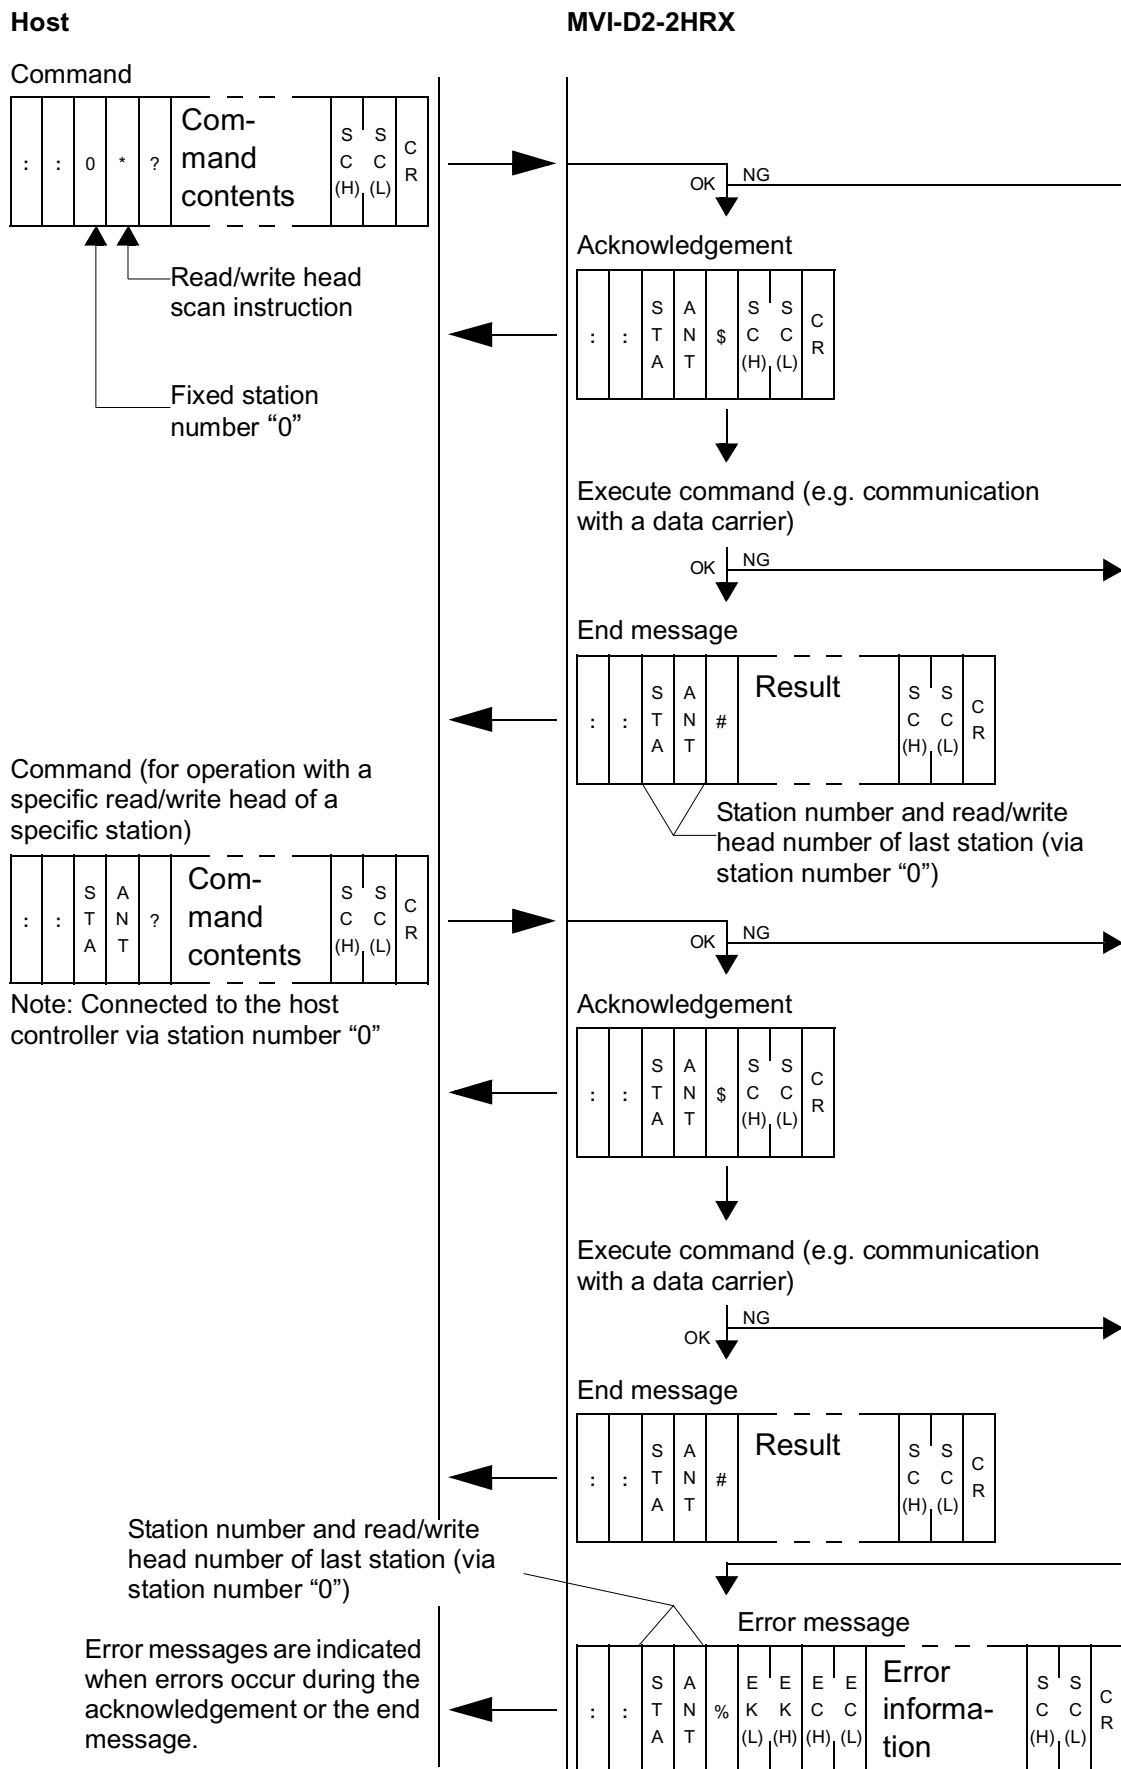 Host
MVI-D2-2HRX
Command
: : 0 * ? Com-
mand
contents
S S
C C
(H) (L)
C
R
OK NG
Acknowledgement
Read/write head
scan instruction
: :
S
T
A
A
N
T
$
S S
C C
(H) (L)
C
R
Fixed station
number “0”
Execute command (e.g. communication
with a data carrier)
OK NG
End message
: :
S
T
A
A
N
T
#
Result
S S
C C
(H) (L)
C
R
Command (for operation with a
specific read/write head of a
specific station)
Station number and read/write
head number of last station (via
station number “0”)
: :
S
T
A
A
N
T
?
Com-
mand
contents
S S
C C
(H) (L)
C
R
OK NG
Note: Connected to the host
controller via station number “0”
Acknowledgement
: :
S
T
A
A
N
T
$
S S
C C
(H) (L)
C
R
Execute command (e.g. communication
with a data carrier)
OK NG
End message
: :
S
T
A
A
N
T
#
Result
S S
C C
(H) (L)
C
R
Station number and read/write
head number of last station (via
station number “0”)
Error message
Error messages are indicated
when errors occur during the
acknowledgement or the end
message.
: :
S
T
A
A
N
T
%
E E E E
K K C C
(L) (H) (H) (L)
Error
informa-
tion
S S
C C
(H) (L)
C
R